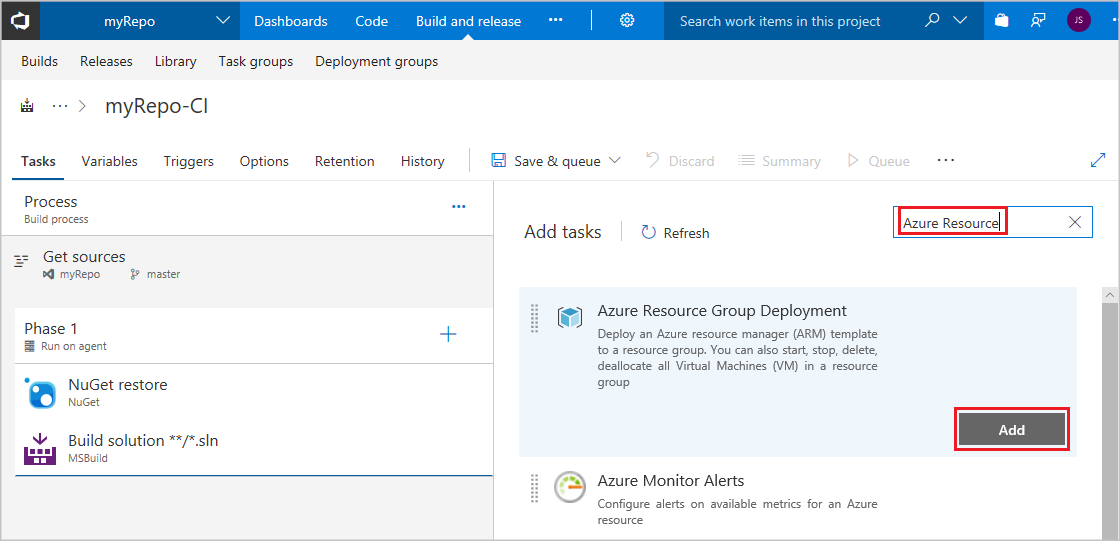 myRepo
Dashboards
Code
Build and release
...
Search work items in this project
JS
Builds
Releases
Library
Task groups
Deployment groups
...
myRepo-CI
Tasks
Variables
Triggers
Options
Retention
History
Save & queue
Discard
Summary
Queue
...
Process
...
Build process
Get sources
myRepo
master
Phase 1
Run on agent
NuGet restore
NuGet
Build solution **/*.sln
MSBuild
Add tasks
Refresh
Azure Resource
Azure Resource Group Deployment
Deploy an Azure resource manager (ARM) template
to a resource group. You can also start, stop, delete,
deallocate all Virtual Machines (VM) in a resource
group
Add
Azure Monitor Alerts
Configure alerts on available metrics for an Azure
resource